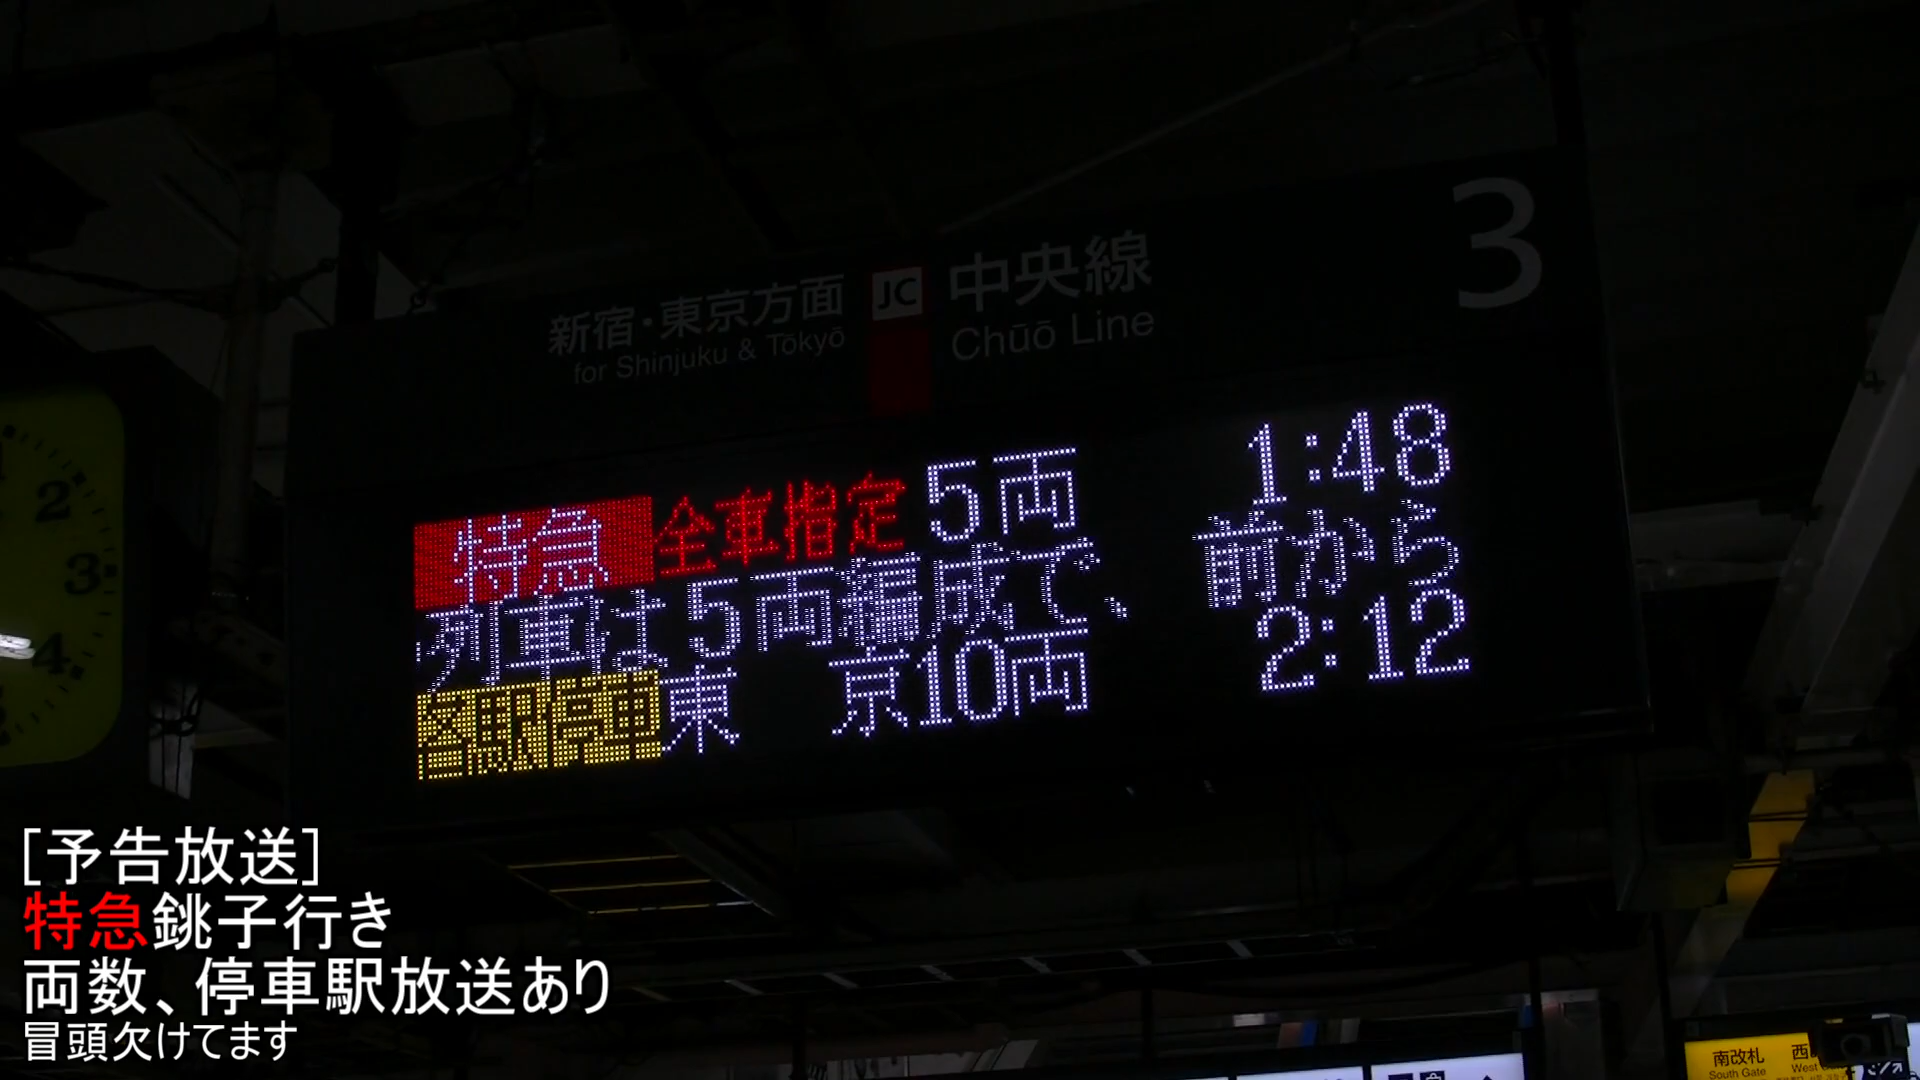 3
新宿・東京方面 JC 中央線
for Shinjuku & Tōkyō Chūō Line
特急 全車指定 5両 1:48
列車は5両編成で、 前から
各駅停車 東 京 10両 2:12
2
3
4
[予告放送]
特急銚子行き
両数、停車駅放送あり
冒頭欠けてます
南改札
South Gate
西
West